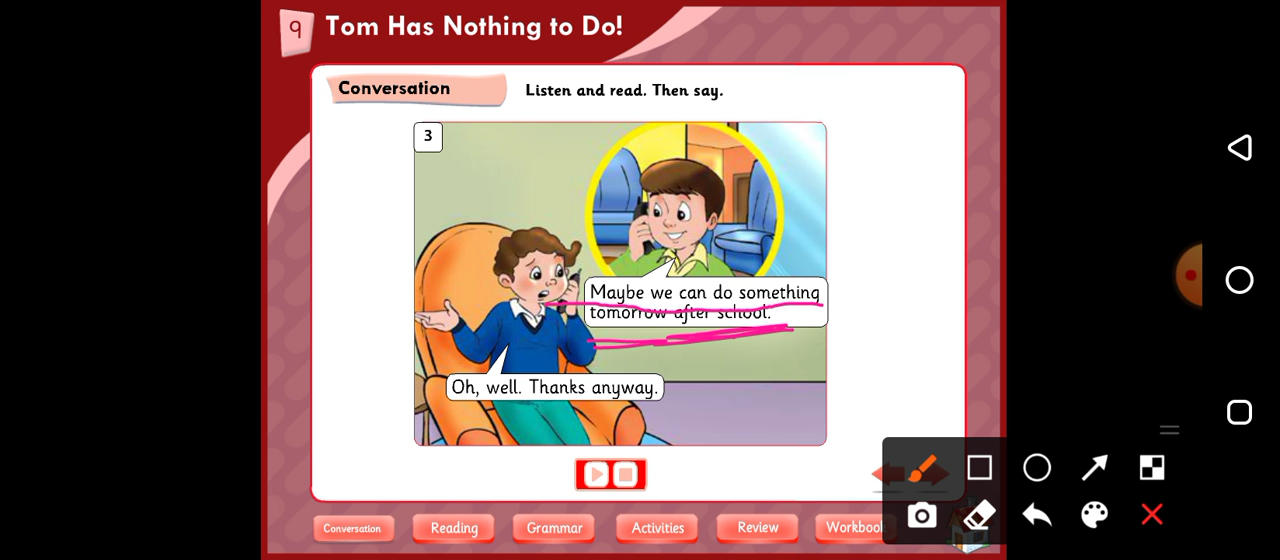 9 Tom Has Nothing to Do!
Conversation
Listen and read. Then say.
3
Maybe we can do something
tomorrow after school.
Oh, well. Thanks anyway.
Conversation Reading Grammar Activities Review Workbook